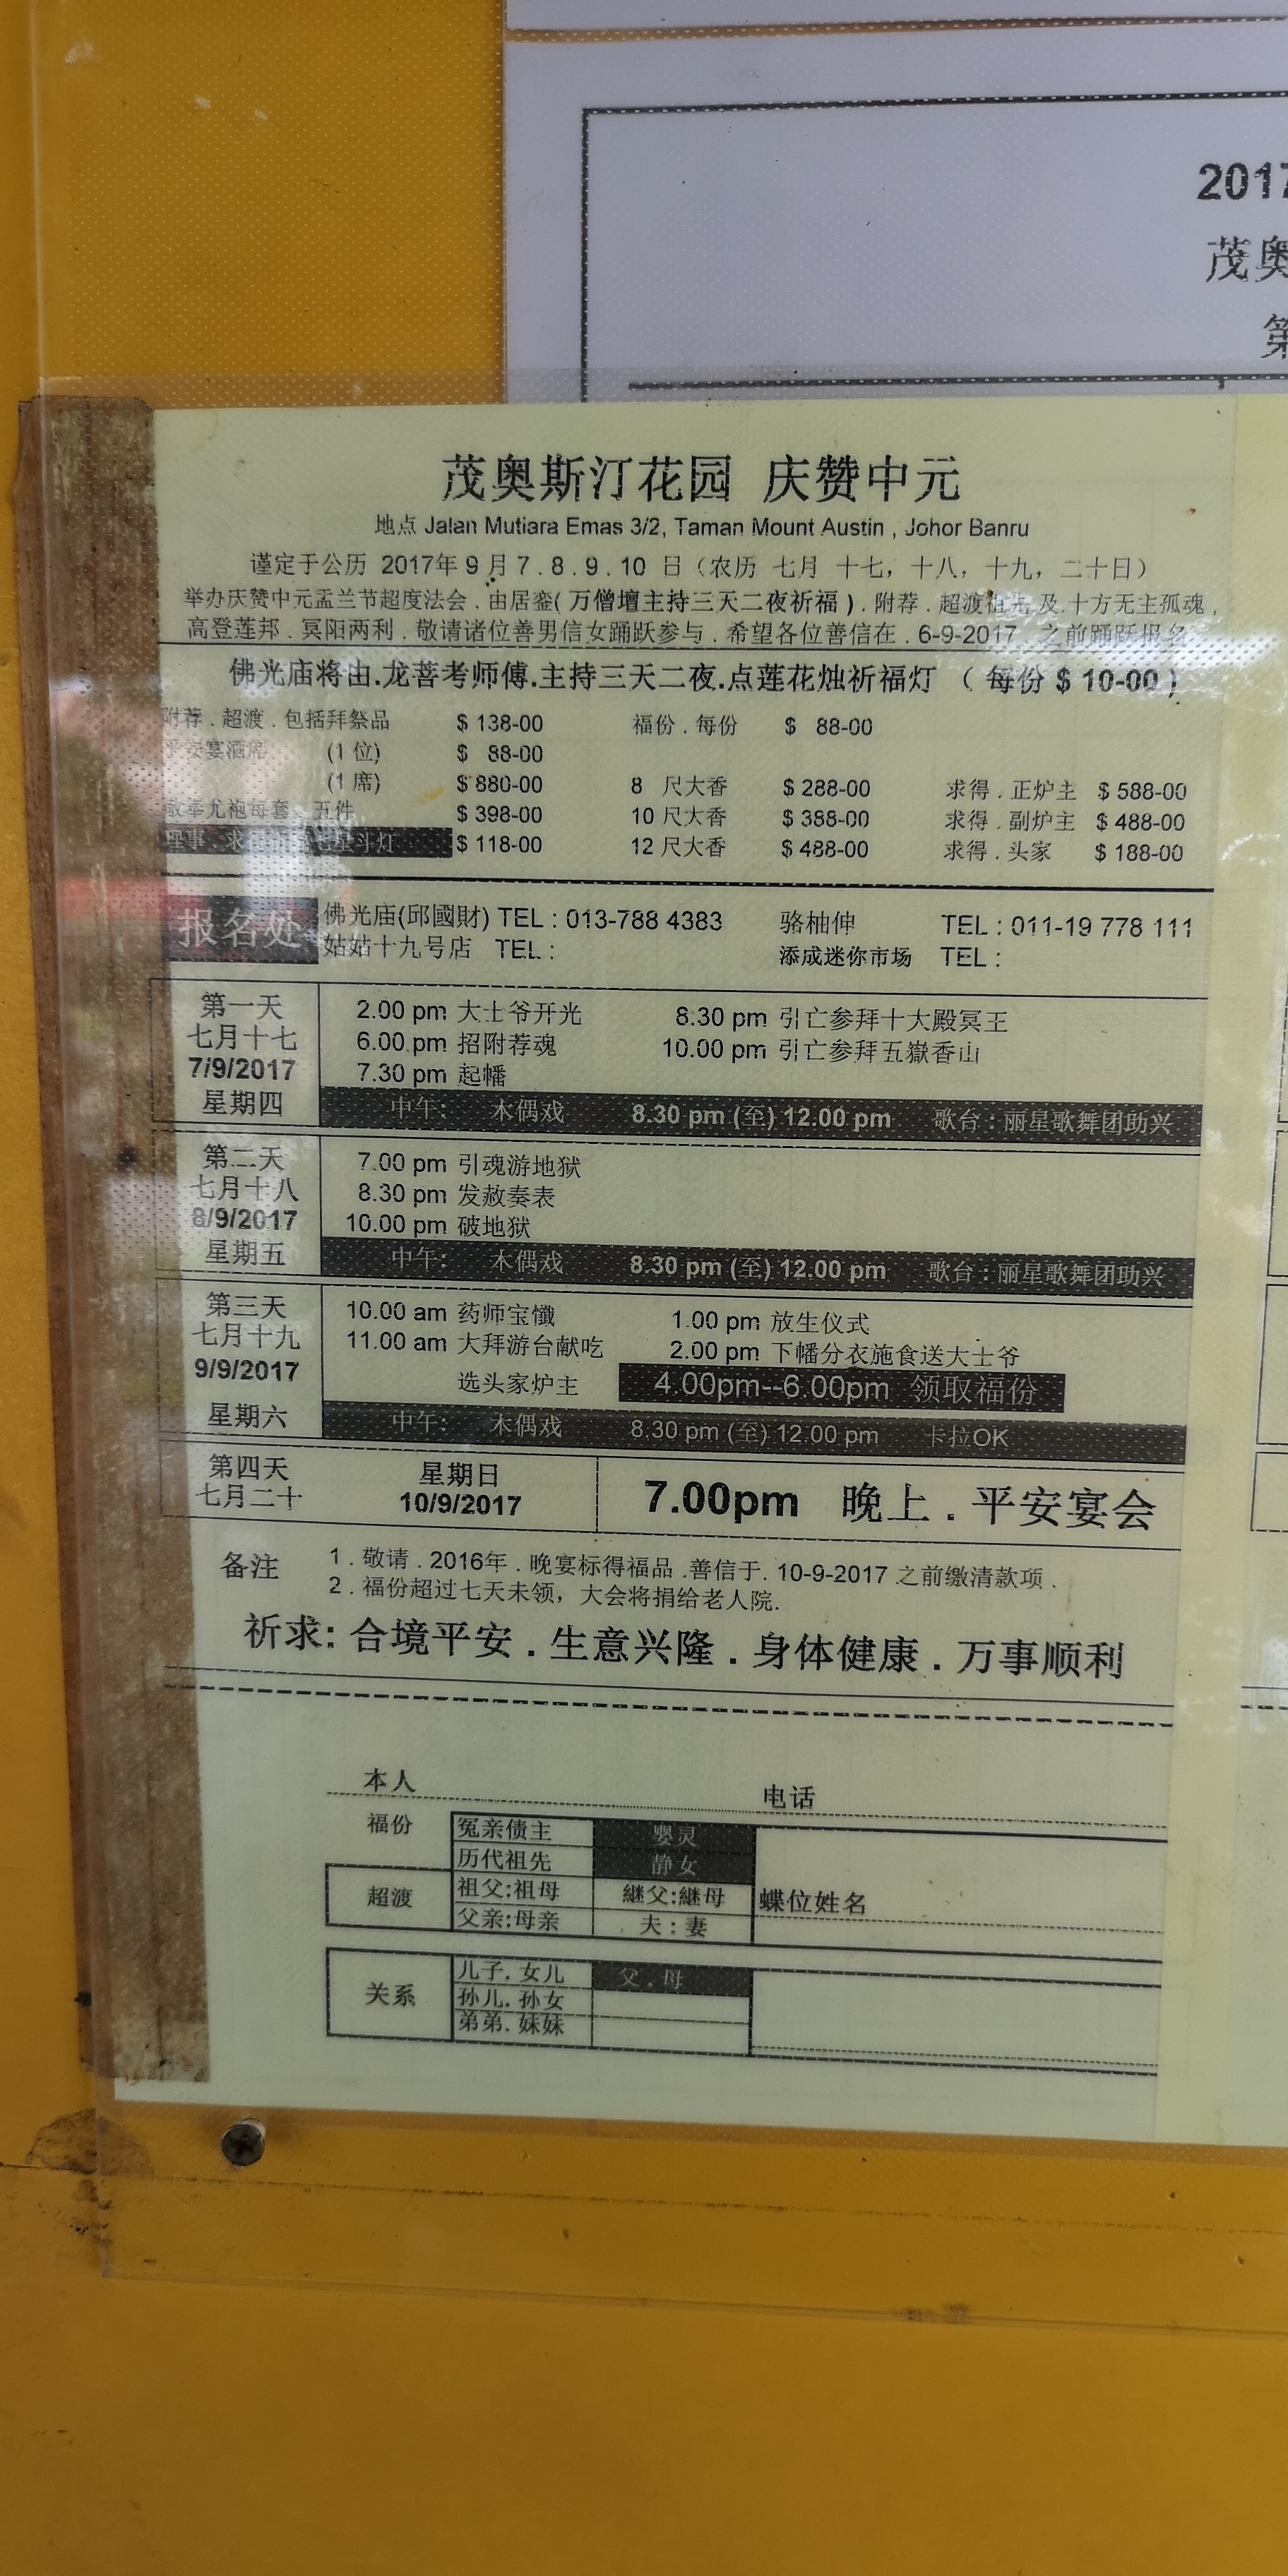 2017
茂奥
第
茂奥斯汀花园 庆赞中元
地点 Jalan Mutiara Emas 3/2, Taman Mount Austin , Johor Banru
谨定于公历 2017年 9 月 7 . 8 . 9 . 10 日（农历 七月 十七，十八，十九，二十日）
举办庆赞中元盂兰节超度法会 . 由居銮( 万僧壇主持三天二夜祈福 ) . 附荐 . 超渡祖先 及 十方无主孤魂 ,
高登莲邦 . 冥阳两利 . 敬请诸位善男信女踊跃参与 . 希望各位善信在 . 6-9-2017 之前踊跃报名
佛光庙将由.龙菩考师傅.主持三天二夜.点莲花烛祈福灯 （ 每份 $ 10-00 )
附荐 . 超渡 . 包括拜祭品 $ 138-00 福份 . 每份 $ 88-00
平安宴酒席 (1 位) $ 88-00
(1 席) $ 880-00 8 尺大香 $ 288-00 求得 . 正炉主 $ 588-00
每套 . 五件 $ 398-00 10 尺大香 $ 388-00 求得 . 副炉主 $ 488-00
理事 . 求 星斗灯 $ 118-00 12 尺大香 $ 488-00 求得 . 头家 $ 188-00
报名处 佛光庙(邱國財) TEL : 013-788 4383 骆柚伸 TEL : 011-19 778 111
姑姑十九号店 TEL : 添成迷你市场 TEL :
第一天 2.00 pm 大士爷开光 8.30 pm 引亡参拜十大殿冥王
七月十七 6.00 pm 招附荐魂 10.00 pm 引亡参拜五嶽香山
7/9/2017 7.30 pm 起幡
星期四 中午: 木偶戏 8.30 pm (至) 12.00 pm 歌台 : 丽星歌舞团助兴
第二天 7.00 pm 引魂游地狱
七月十八 8.30 pm 发赦奏表
8/9/2017 10.00 pm 破地狱
星期五 中午: 木偶戏 8.30 pm (至) 12.00 pm 歌台 : 丽星歌舞团助兴
第三天 10.00 am 药师宝懺 1.00 pm 放生仪式
七月十九 11.00 am 大拜游台献吃 2.00 pm 下幡分衣施食送大士爷
9/9/2017 选头家炉主 4.00pm--6.00pm 领取福份
星期六 中午: 木偶戏 8.30 pm (至) 12.00 pm 卡拉OK
第四天 星期日 7.00pm 晚上 . 平安宴会
七月二十 10/9/2017
备注 1 . 敬请 . 2016年 . 晚宴标得福品 .善信于. 10-9-2017 之前缴清款项 .
2 . 福份超过七天未领，大会将捐给老人院.
祈求: 合境平安 . 生意兴隆 . 身体健康 . 万事顺利
本人 电话
福份 冤亲债主 婴灵
历代祖先 静女
超渡 祖父:祖母 継父:継母 蝶位姓名
父亲:母亲 夫 : 妻
儿子. 女儿 父 . 母
关系 孙儿. 孙女
弟弟. 妹妹